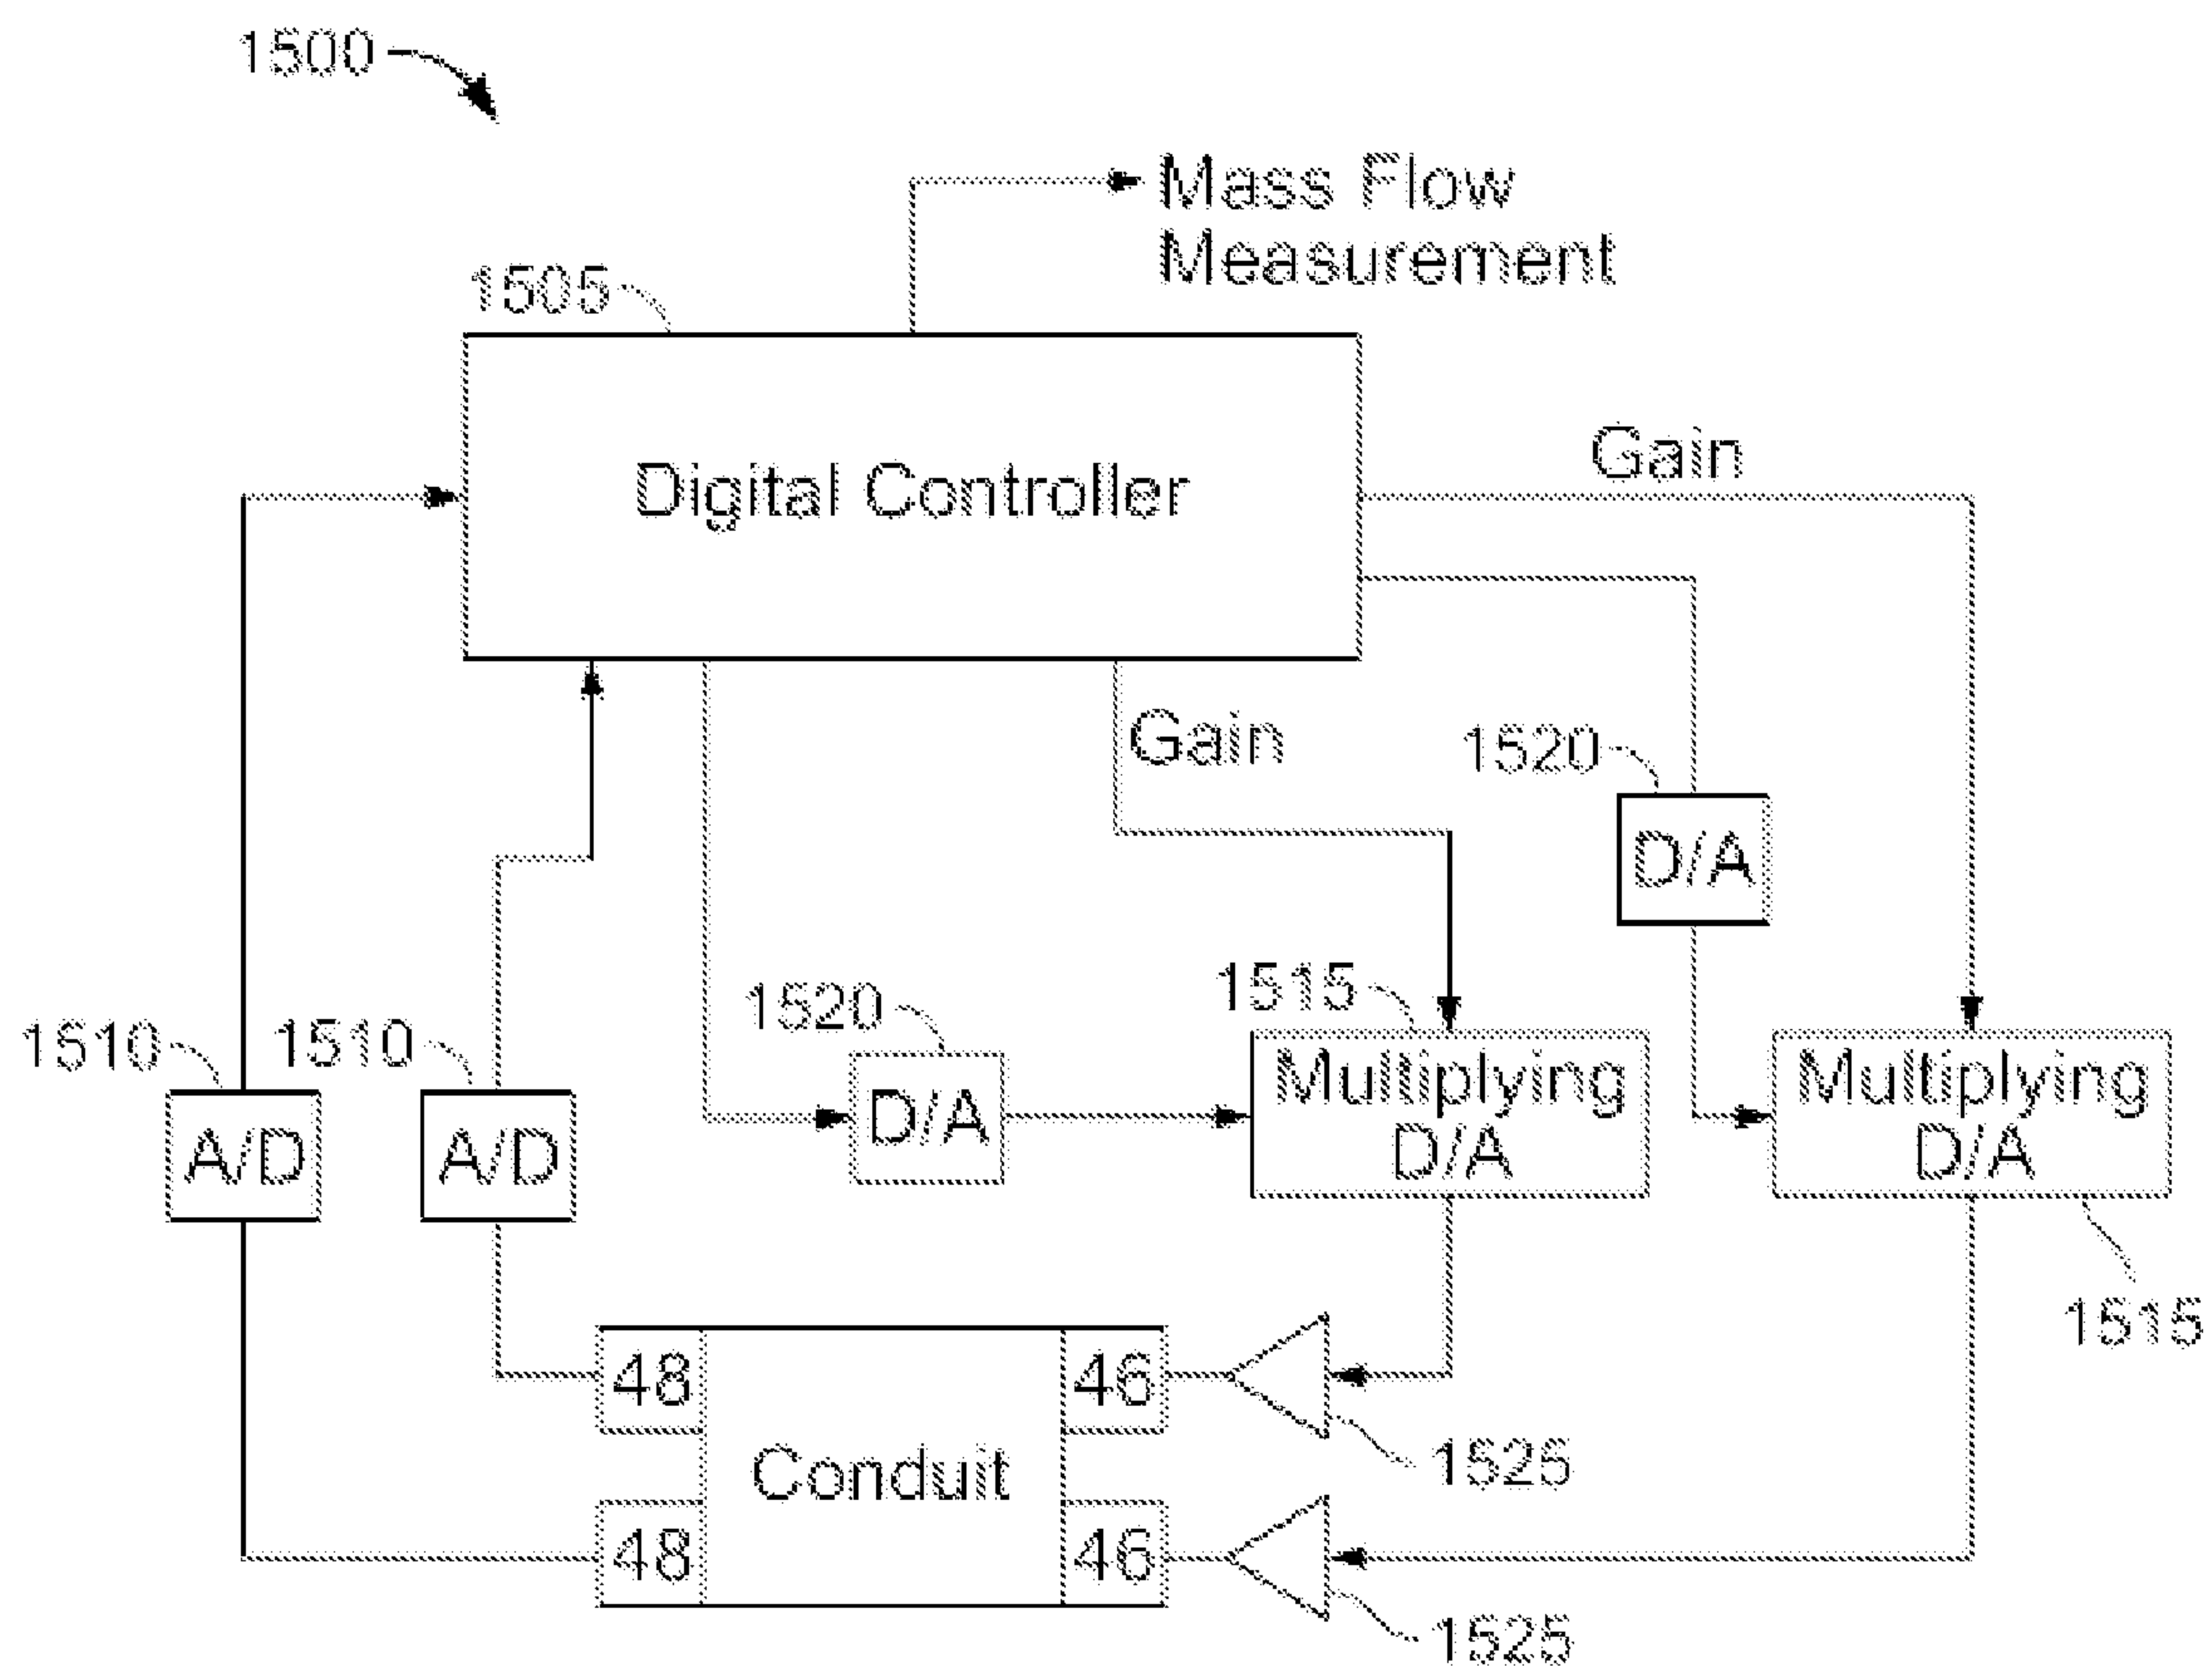 1500
Mass Flow
Measurement
1505
Digital Controller
Gain
Gain
1520
D/A
1515
1520
1510
1510
D/A
Multiplying
D/A
Multiplying
D/A
A/D
A/D
1515
48
46
1525
Conduit
48
46
1525